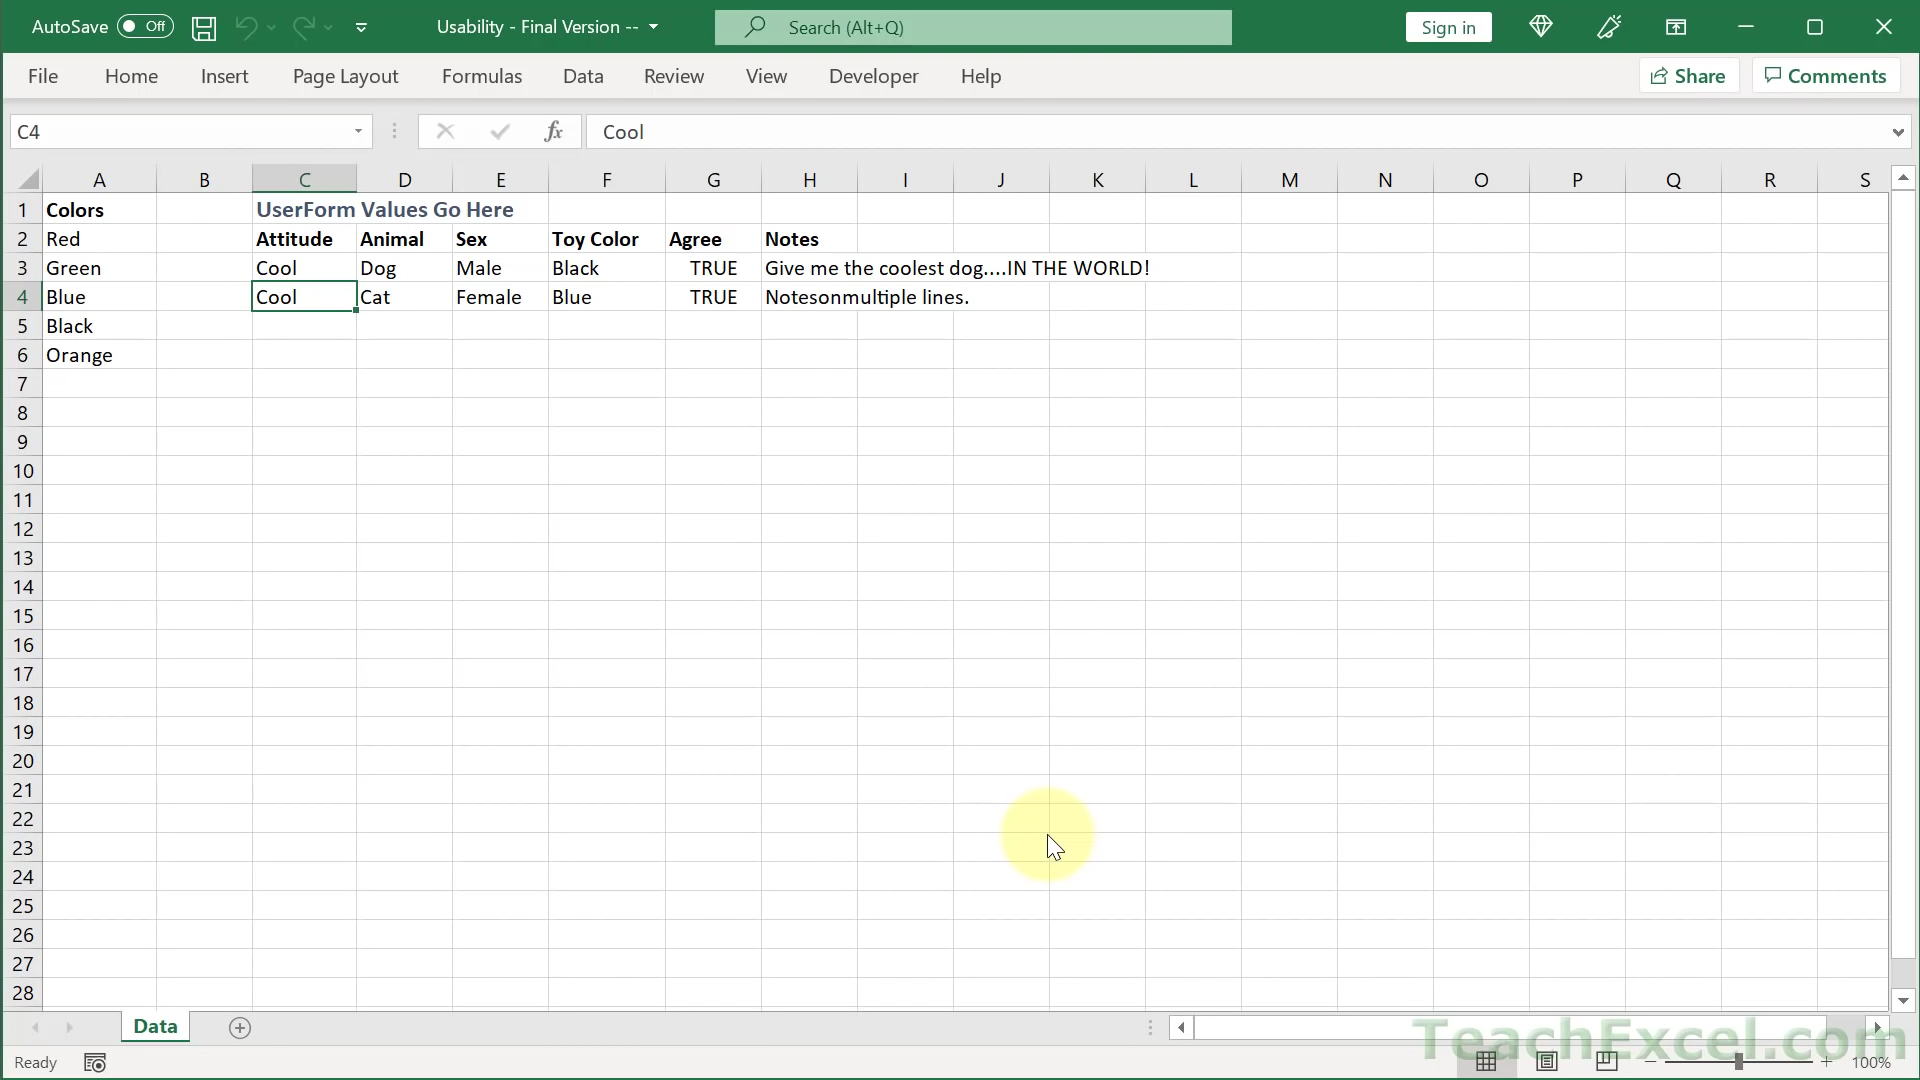 AutoSave Off Usability - Final Version -- Search (Alt+Q) Sign in
File Home Insert Page Layout Formulas Data Review View Developer Help Share Comments
C4 fx Cool
A B C D E F G H I J K L M N O P Q R S
1 Colors UserForm Values Go Here
2 Red Attitude Animal Sex Toy Color Agree Notes
3 Green Cool Dog Male Black TRUE Give me the coolest dog....IN THE WORLD!
4 Blue Cool Cat Female Blue TRUE Notesonmultiple lines.
5 Black
6 Orange
7
8
9
10
11
12
13
14
15
16
17
18
19
20
21
22
23
24
25
26
27
28
Data
TeachExcel.com
Ready 100%